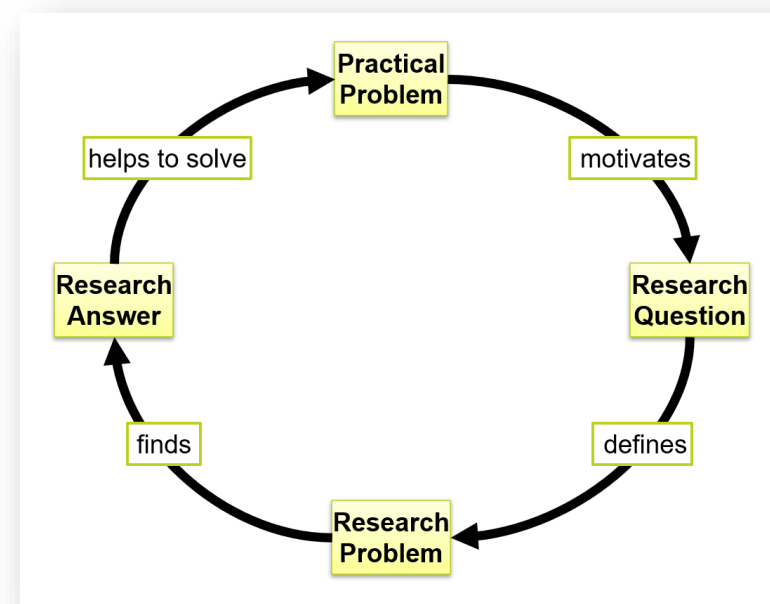 Practical
Problem
helps to solve
motivates
Research
Answer
Research
Question
finds
defines
Research
Problem